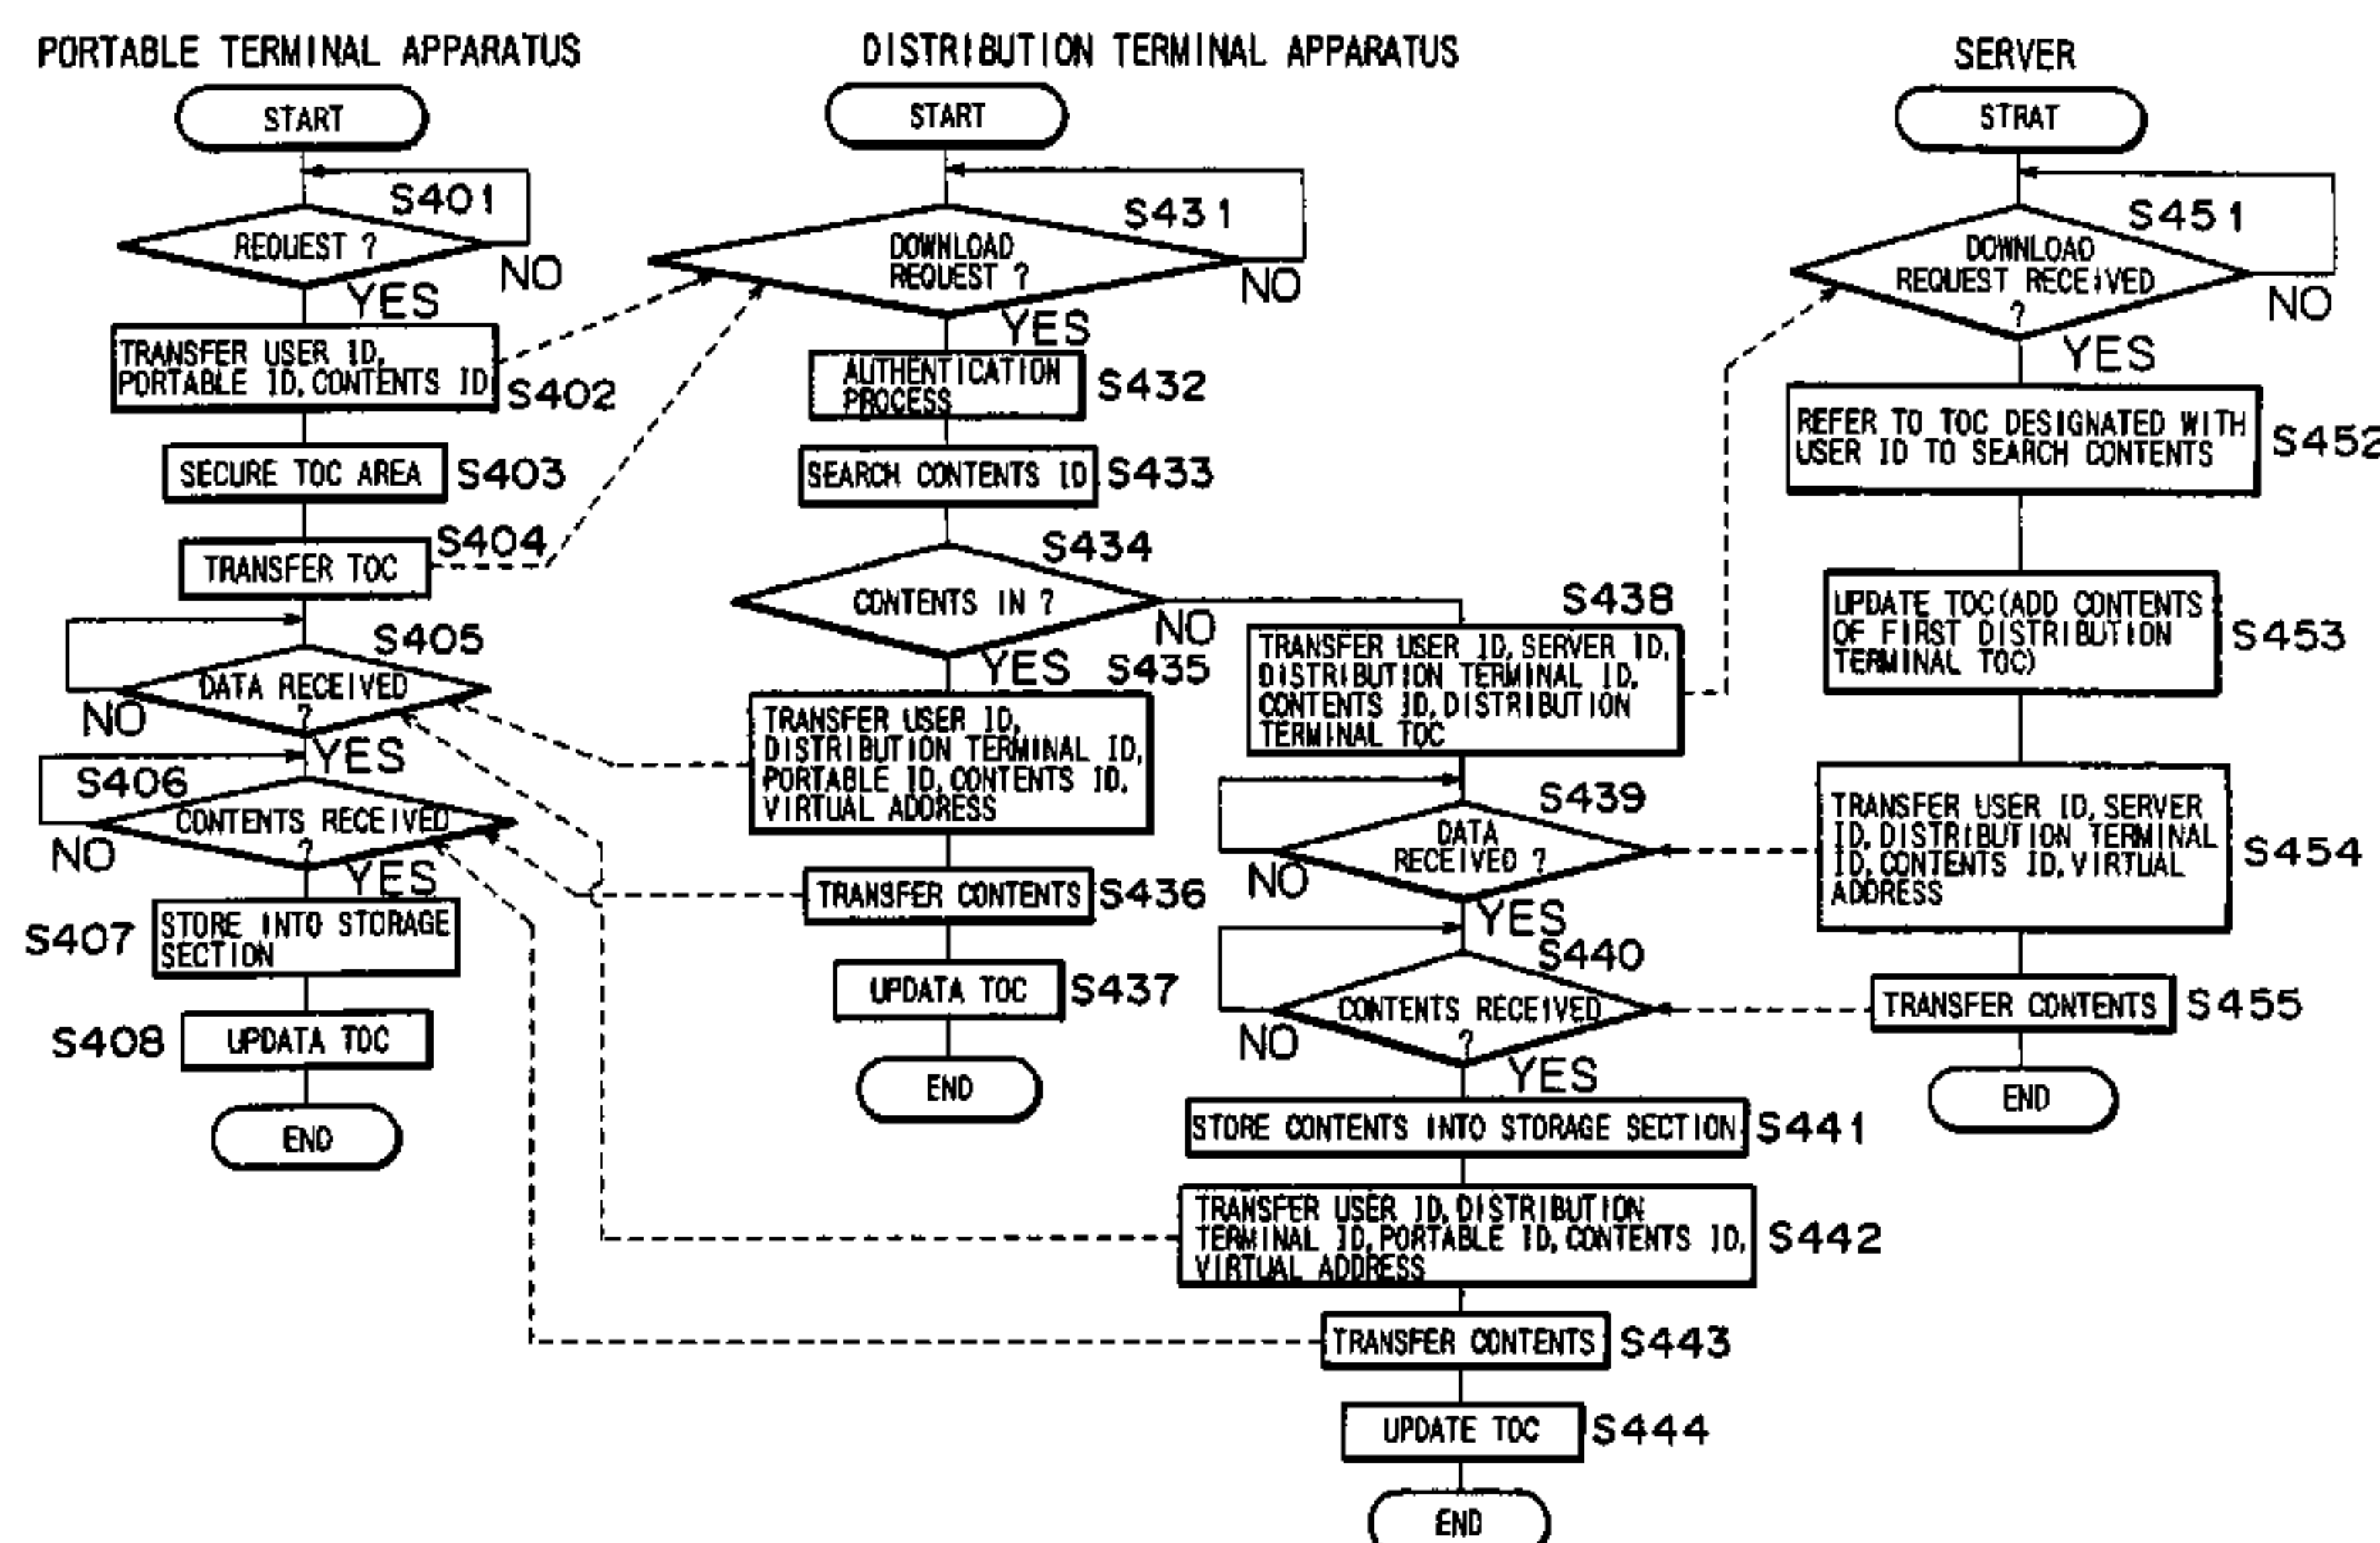 PORTABLE TERMINAL APPARATUS
START
S401
REQUEST ?
NO
YES
TRANSFER USER ID,
PORTABLE ID, CONTENTS ID
S402
SECURE TOC AREA
S403
TRANSFER TOC
S404
S405
DATA RECEIVED
?
NO
YES
S406
CONTENTS RECEIVED
?
NO
YES
S407
STORE INTO STORAGE
SECTION
S408
UPDATA TOC
END
DISTRIBUTION TERMINAL APPARATUS
START
S431
DOWNLOAD
REQUEST ?
NO
YES
AUTHENTICATION
PROCESS
S432
SEARCH CONTENTS ID
S433
S434
CONTENTS IN ?
NO
YES
S435
TRANSFER USER ID,
DISTRIBUTION TERMINAL ID,
PORTABLE ID, CONTENTS ID,
VIRTUAL ADDRESS
TRANSFER CONTENTS
S436
UPDATA TOC
S437
END
S438
TRANSFER USER ID, SERVER ID,
DISTRIBUTION TERMINAL ID,
CONTENTS ID, DISTRIBUTION
TERMINAL TOC
S439
DATA
RECEIVED ?
NO
YES
S440
CONTENTS RECEIVED
?
NO
YES
STORE CONTENTS INTO STORAGE SECTION
S441
TRANSFER USER ID, DISTRIBUTION
TERMINAL ID, PORTABLE ID, CONTENTS ID,
VIRTUAL ADDRESS
S442
TRANSFER CONTENTS
S443
UPDATE TOC
S444
END
SERVER
STRAT
S451
DOWNLOAD
REQUEST RECEIVED
?
NO
YES
REFER TO TOC DESIGNATED WITH
USER ID TO SEARCH CONTENTS
S452
UPDATE TOC(ADD CONTENTS
OF FIRST DISTRIBUTION
TERMINAL TOC)
S453
TRANSFER USER ID, SERVER
ID, DISTRIBUTION TERMINAL
ID, CONTENTS ID, VIRTUAL
ADDRESS
S454
TRANSFER CONTENTS
S455
END